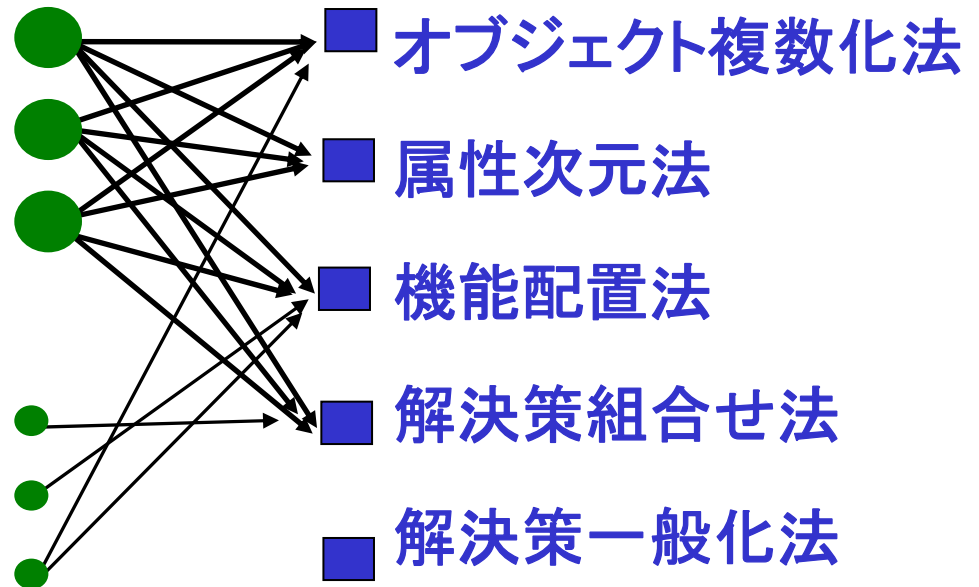 オブジェクト複数化法
属性次元法
機能配置法
解決策組合せ法
解決策一般化法